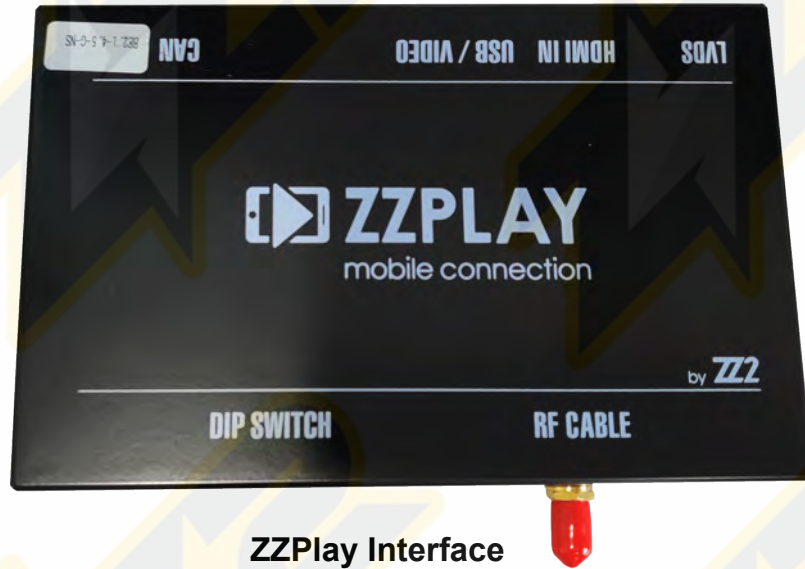 LVDS HDMI IN USB / VIDEO CAN
ZZPLAY
mobile connection
by ZZ2
DIP SWITCH RF CABLE
ZZPlay Interface